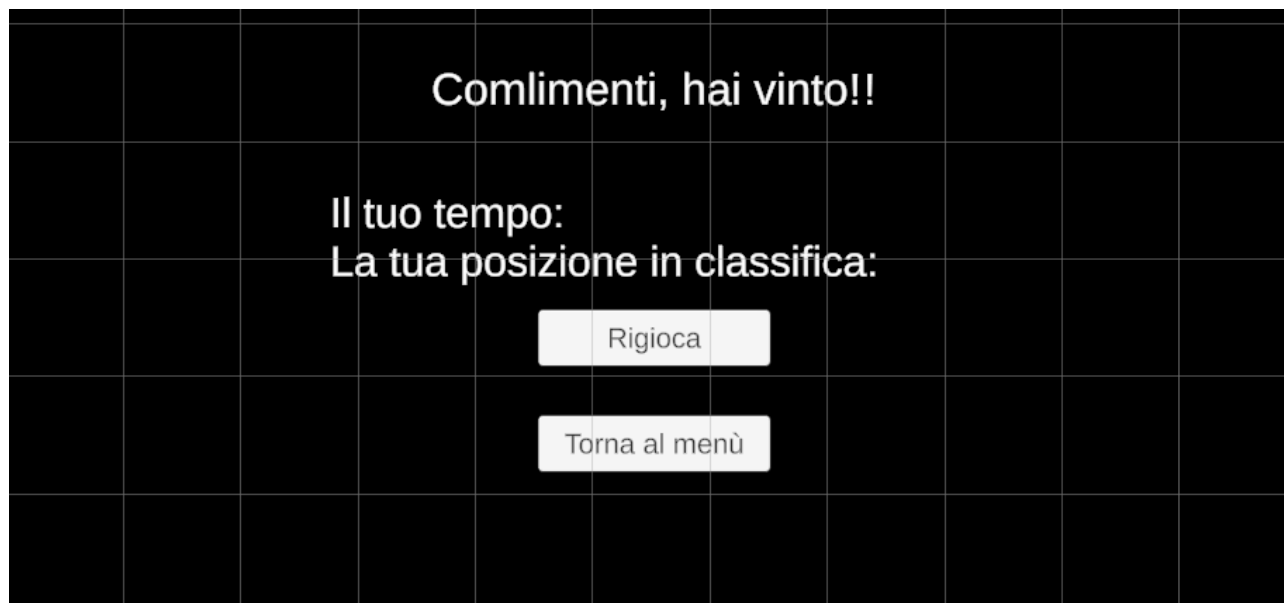 Comlimenti, hai vinto!!
Il tuo tempo:
La tua posizione in classifica:
Rigioca
Torna al menù